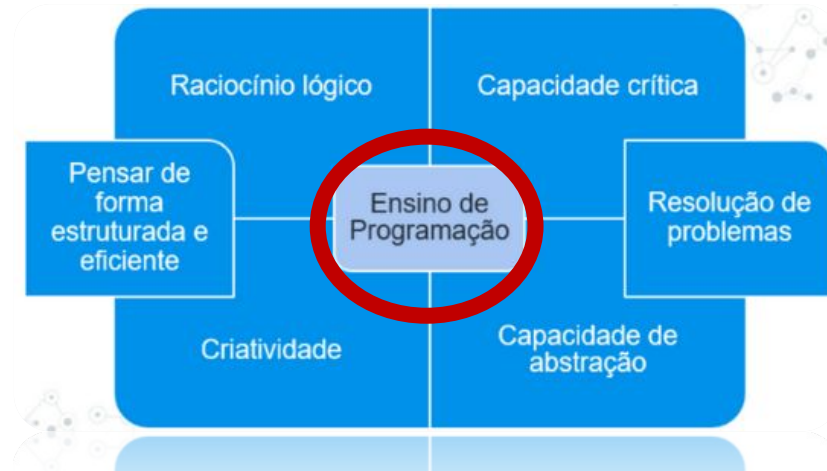 Raciocínio lógico
Capacidade crítica
Pensar de
forma
estruturada e
eficiente
Ensino de
Programação
Resolução de
problemas
Criatividade
Capacidade de
abstração